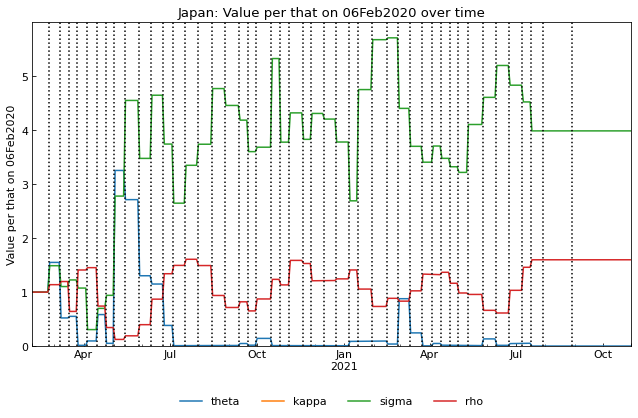 Japan: Value per that on 06Feb2020 over time
Value per that on 06Feb2020
5
4
3
2
1
0
Apr Jul Oct Jan Apr Jul Oct
2021
theta kappa sigma rho